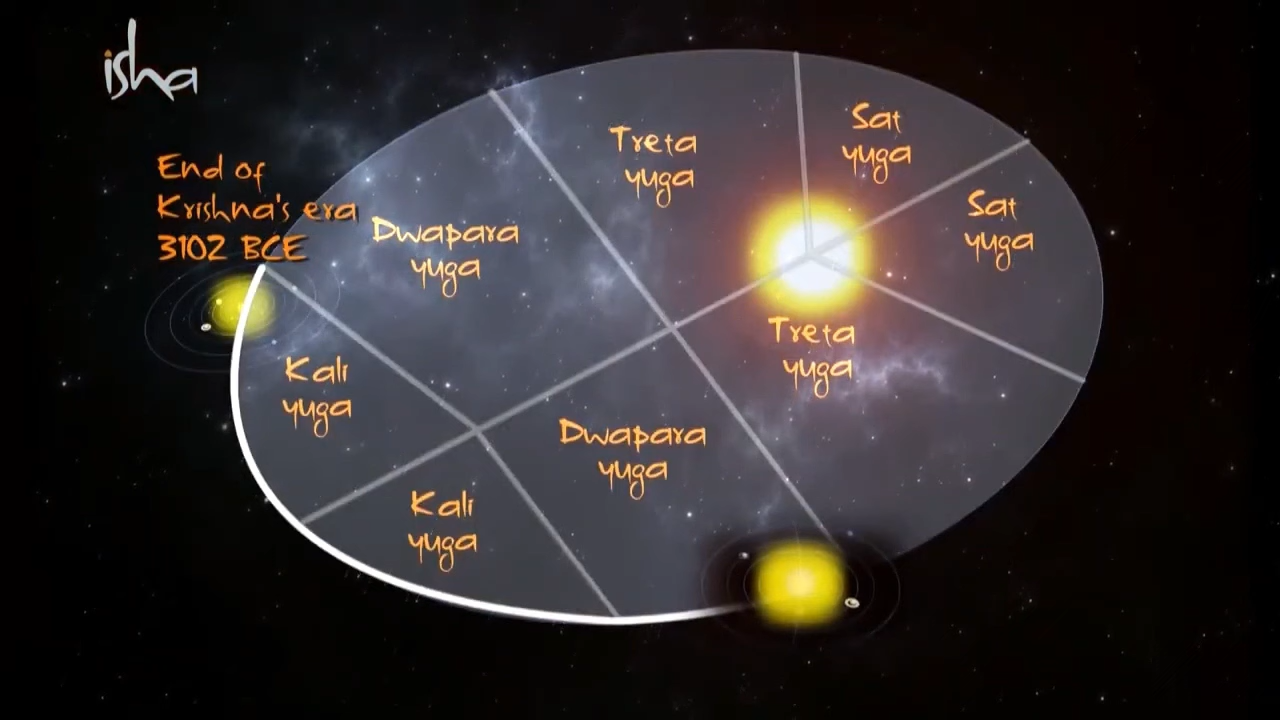 isha
End of
Krishna's era
3102 BCE
Dwapara
yuga
Treta
yuga
Sat
yuga
Sat
yuga
Treta
yuga
Kali
yuga
Dwapara
yuga
Kali
yuga